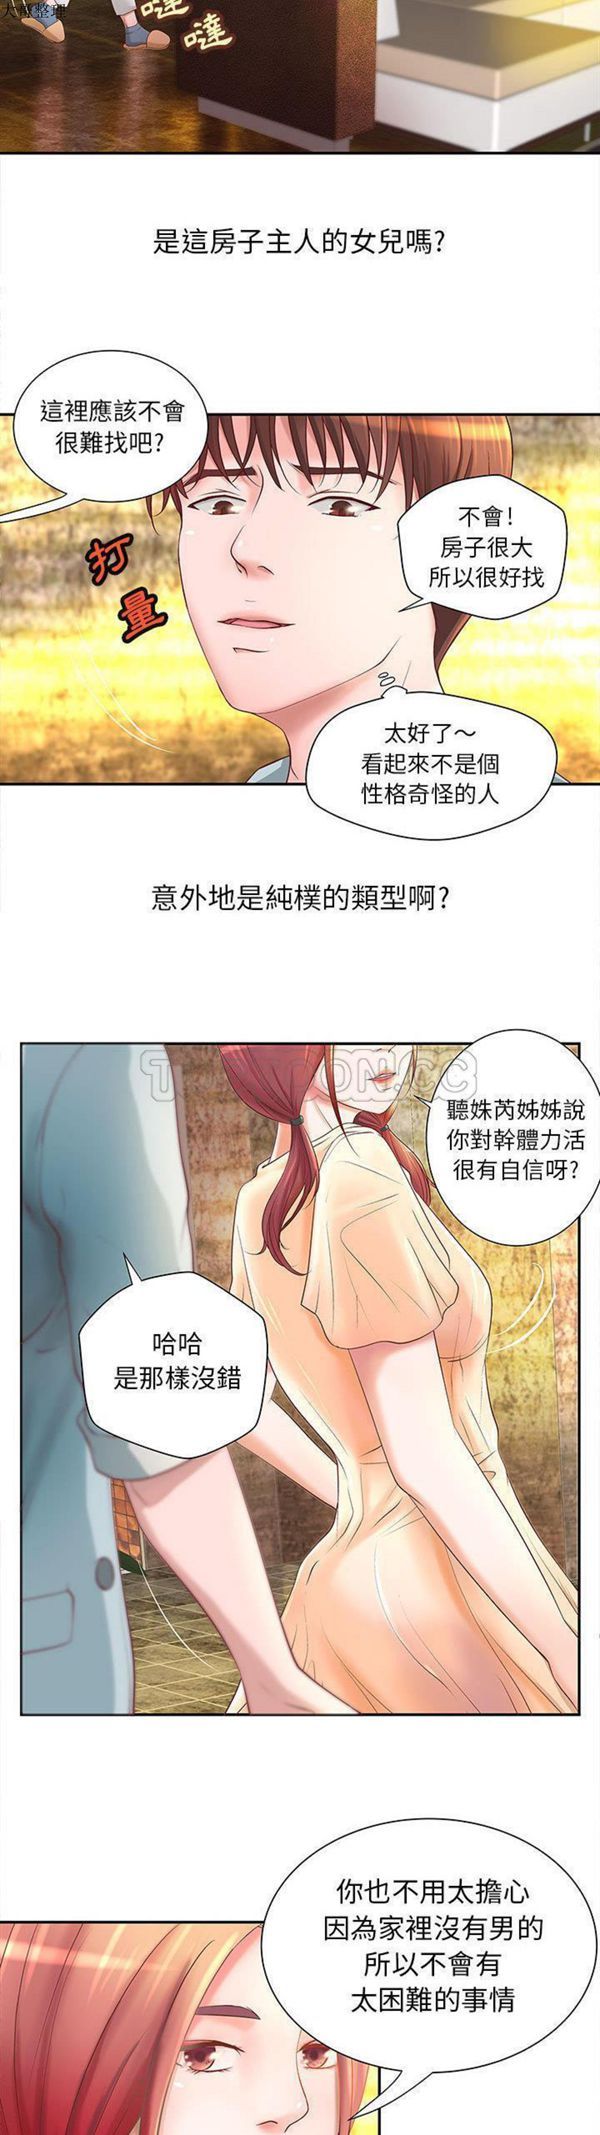 大爺整理
噠
噠
是這房子主人的女兒嗎?
這裡應該不會
很難找吧?
打
量
不會!
房子很大
所以很好找
太好了～
看起來不是個
性格奇怪的人
意外地是純樸的類型啊?
聽姝芮姊姊說
你對幹體力活
很有自信呀?
哈哈
是那樣沒錯
你也不用太擔心
因為家裡沒有男的
所以不會有
太困難的事情